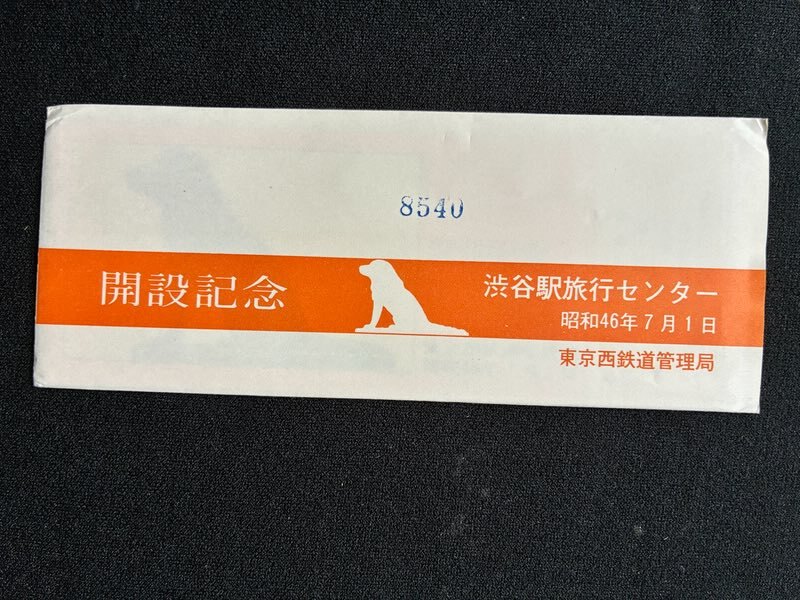 8540
開設記念
渋谷駅旅行センター
昭和46年7月1日
東京西鉄道管理局